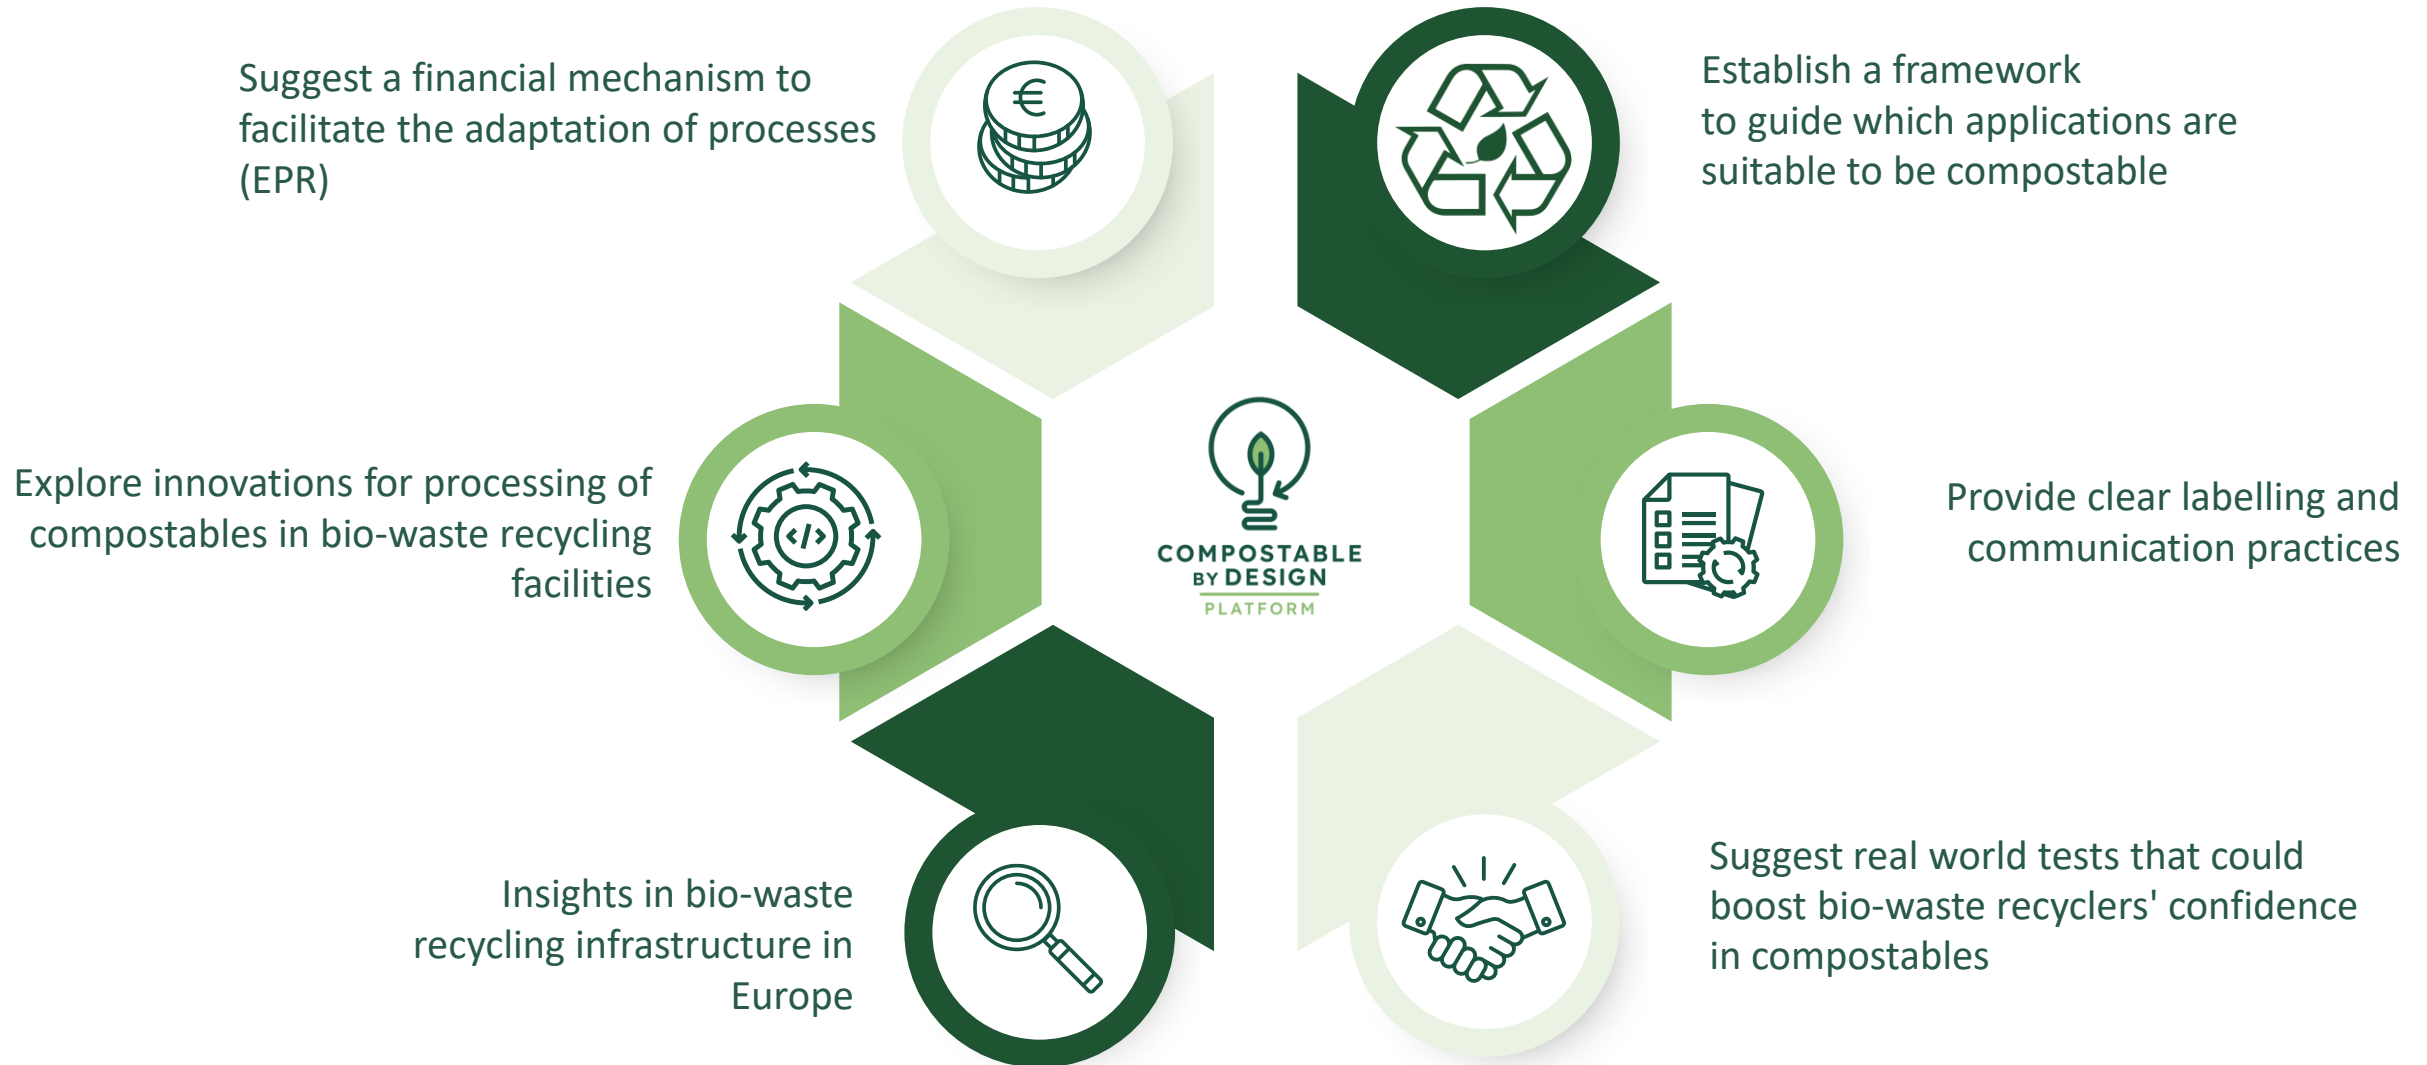 Suggest a financial mechanism to
facilitate the adaptation of processes
(EPR)
€
Establish a framework
to guide which applications are
suitable to be compostable
Explore innovations for processing of
compostables in bio-waste recycling
facilities
</>
COMPOSTABLE
BY DESIGN
PLATFORM
Provide clear labelling and
communication practices
Insights in bio-waste
recycling infrastructure in
Europe
Suggest real world tests that could
boost bio-waste recyclers' confidence
in compostables